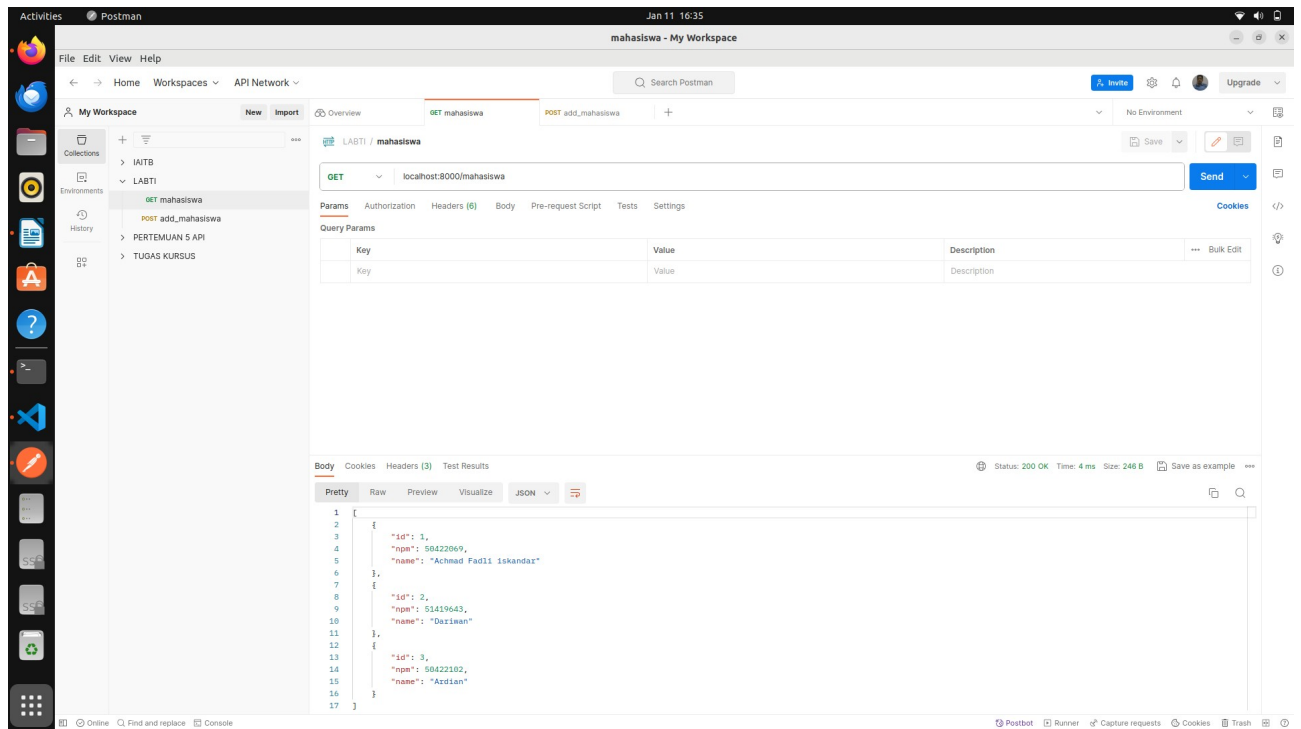 Activities Postman Jan 11 16:35
mahasiswa - My Workspace
File Edit View Help
Home Workspaces API Network Search Postman Invite Upgrade
My Workspace New Import Overview GET mahasiswa POST add_mahasiswa No Environment
Collections
Environments
History
IAITB
LABTI
GET mahasiswa
POST add_mahasiswa
PERTEMUAN 5 API
TUGAS KURSUS
LABTI / mahasiswa Save
GET localhost:8000/mahasiswa Send
Params Authorization Headers (6) Body Pre-request Script Tests Settings Cookies
Query Params
Key Value Description Bulk Edit
Key Value Description
Body Cookies Headers (3) Test Results Status: 200 OK Time: 4 ms Size: 246 B Save as example
Pretty Raw Preview Visualize JSON
1 [
2 {
3 "id": 1,
4 "npm": 50422069,
5 "name": "Achmad Fadli iskandar"
6 },
7 {
8 "id": 2,
9 "npm": 51419643,
10 "name": "Dariwan"
11 },
12 {
13 "id": 3,
14 "npm": 50422102,
15 "name": "Ardian"
16 }
17 ]
Online Find and replace Console Postbot Runner Capture requests Cookies Trash